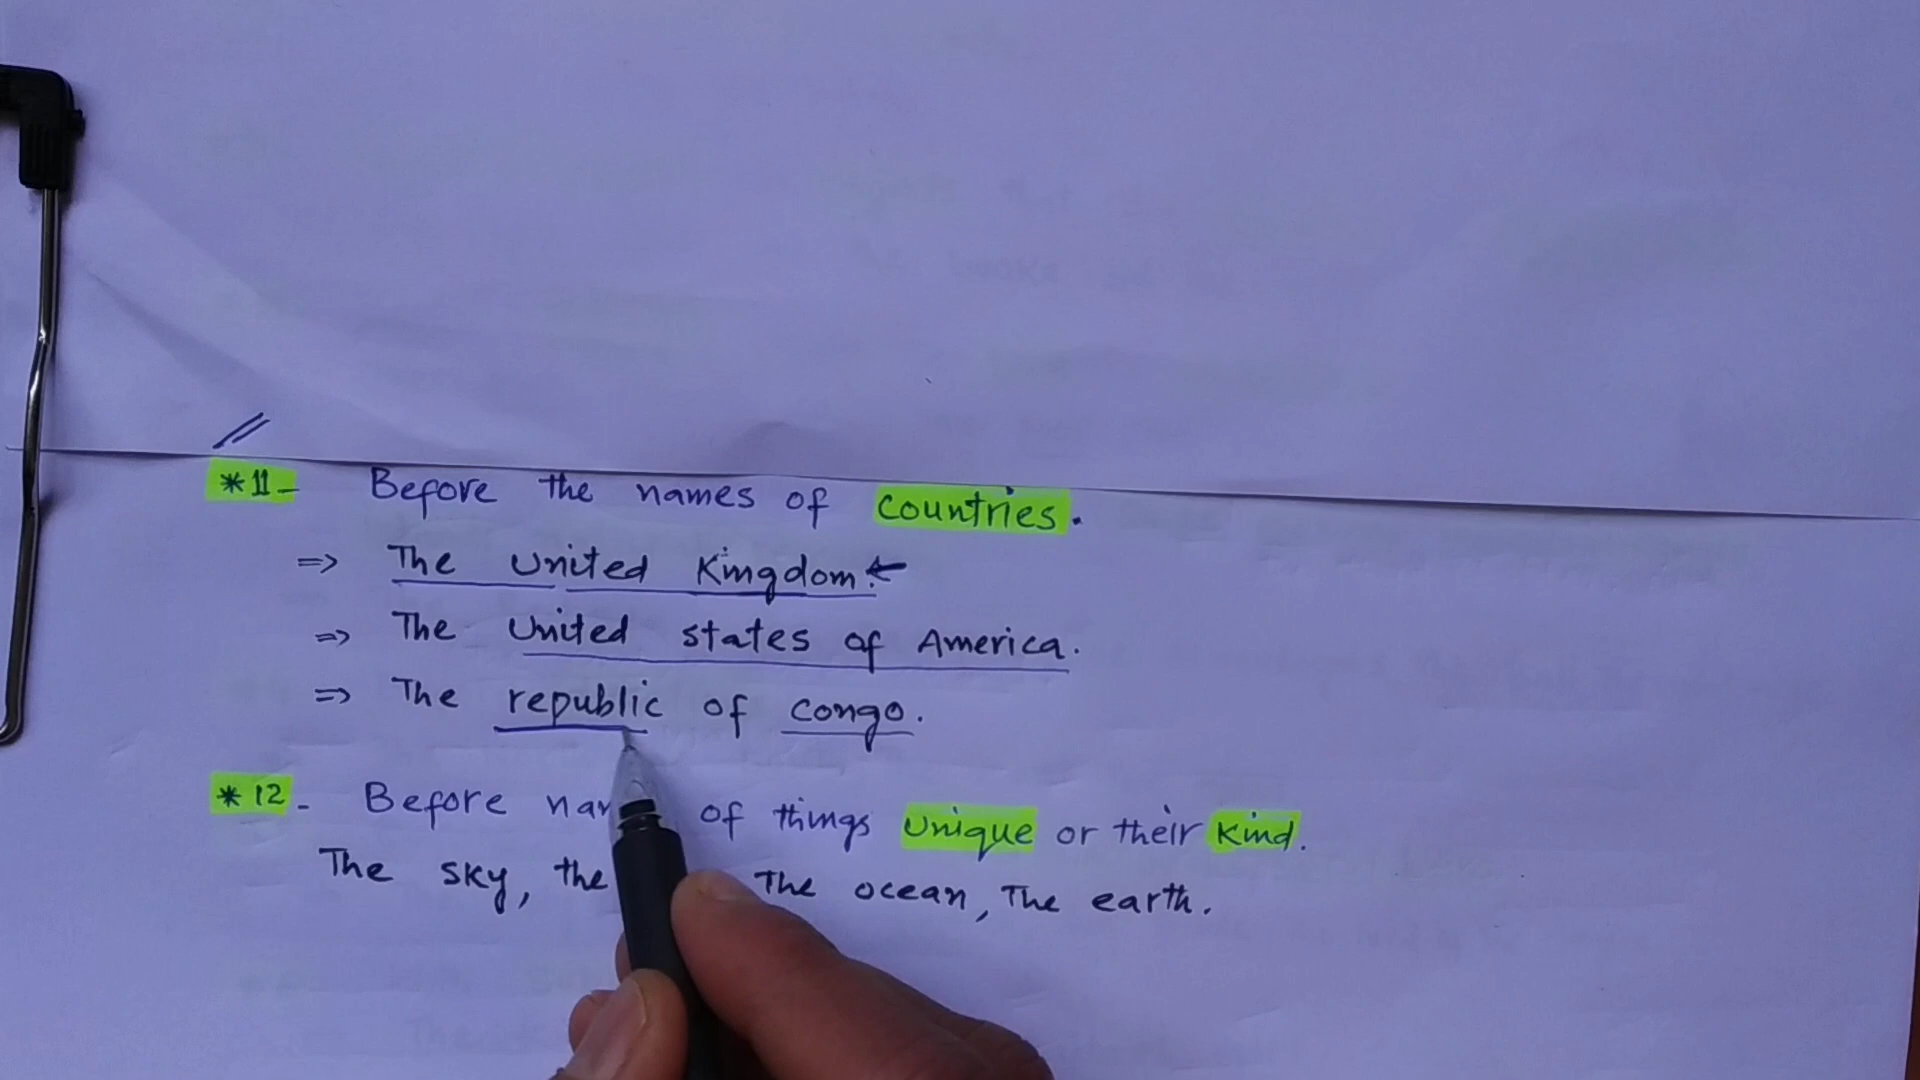 *11- Before the names of countries.
=> The United Kingdom.
=> The United states of America.
=> The republic of congo.
*12- Before of things Unique or their Kind.
The sky, the The ocean, The earth.